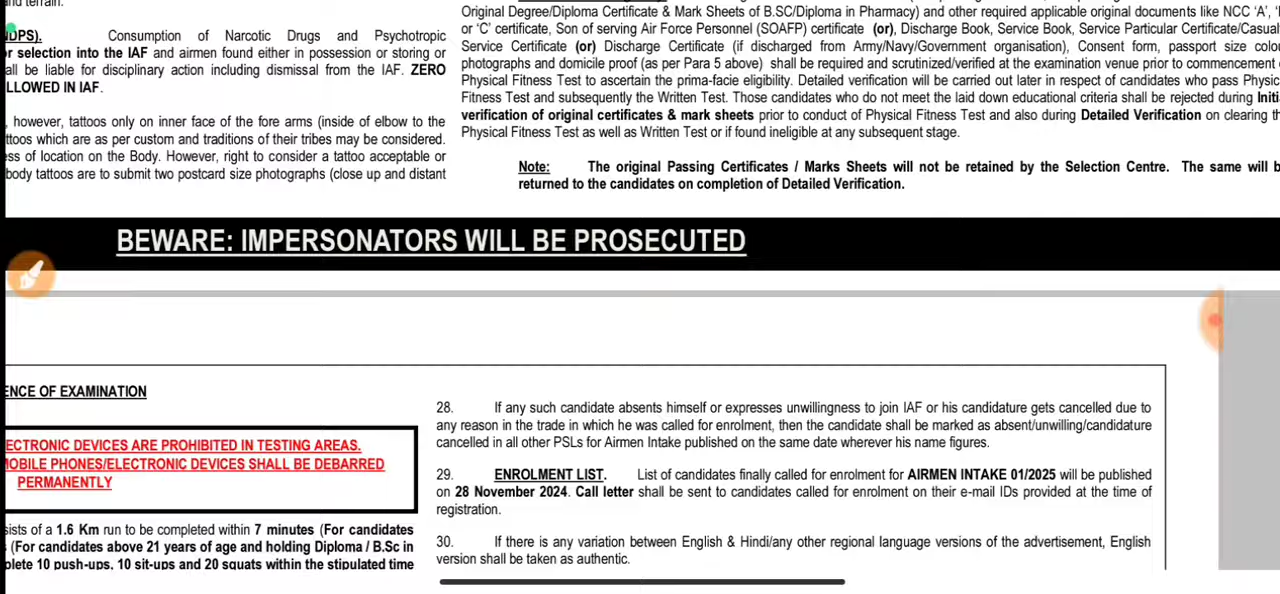 and terrain.
NDPS). Consumption of Narcotic Drugs and Psychotropic
or selection into the IAF and airmen found either in possession or storing or
all be liable for disciplinary action including dismissal from the IAF. ZERO
LLOWED IN IAF.
, however, tattoos only on inner face of the fore arms (inside of elbow to the
ttoos which are as per custom and traditions of their tribes may be considered.
ess of location on the Body. However, right to consider a tattoo acceptable or
body tattoos are to submit two postcard size photographs (close up and distant
Original Degree/Diploma Certificate & Mark Sheets of B.SC/Diploma in Pharmacy) and other required applicable original documents like NCC 'A',
or 'C' certificate, Son of serving Air Force Personnel (SOAFP) certificate (or), Discharge Book, Service Book, Service Particular Certificate/Casual
Service Certificate (or) Discharge Certificate (if discharged from Army/Navy/Government organisation), Consent form, passport size colo
photographs and domicile proof (as per Para 5 above) shall be required and scrutinized/verified at the examination venue prior to commencement
Physical Fitness Test to ascertain the prima-facie eligibility. Detailed verification will be carried out later in respect of candidates who pass Physic
Fitness Test and subsequently the Written Test. Those candidates who do not meet the laid down educational criteria shall be rejected during Initi
verification of original certificates & mark sheets prior to conduct of Physical Fitness Test and also during Detailed Verification on clearing th
Physical Fitness Test as well as Written Test or if found ineligible at any subsequent stage.
Note: The original Passing Certificates / Marks Sheets will not be retained by the Selection Centre. The same will b
returned to the candidates on completion of Detailed Verification.
BEWARE: IMPERSONATORS WILL BE PROSECUTED
ENCE OF EXAMINATION
ECTRONIC DEVICES ARE PROHIBITED IN TESTING AREAS.
MOBILE PHONES/ELECTRONIC DEVICES SHALL BE DEBARRED
PERMANENTLY
sists of a 1.6 Km run to be completed within 7 minutes (For candidates
(For candidates above 21 years of age and holding Diploma / B.Sc in
plete 10 push-ups, 10 sit-ups and 20 squats within the stipulated time
28. If any such candidate absents himself or expresses unwillingness to join IAF or his candidature gets cancelled due to
any reason in the trade in which he was called for enrolment, then the candidate shall be marked as absent/unwilling/candidature
cancelled in all other PSLs for Airmen Intake published on the same date wherever his name figures.
29. ENROLMENT LIST. List of candidates finally called for enrolment for AIRMEN INTAKE 01/2025 will be published
on 28 November 2024. Call letter shall be sent to candidates called for enrolment on their e-mail IDs provided at the time of
registration.
30. If there is any variation between English & Hindi/any other regional language versions of the advertisement, English
version shall be taken as authentic.